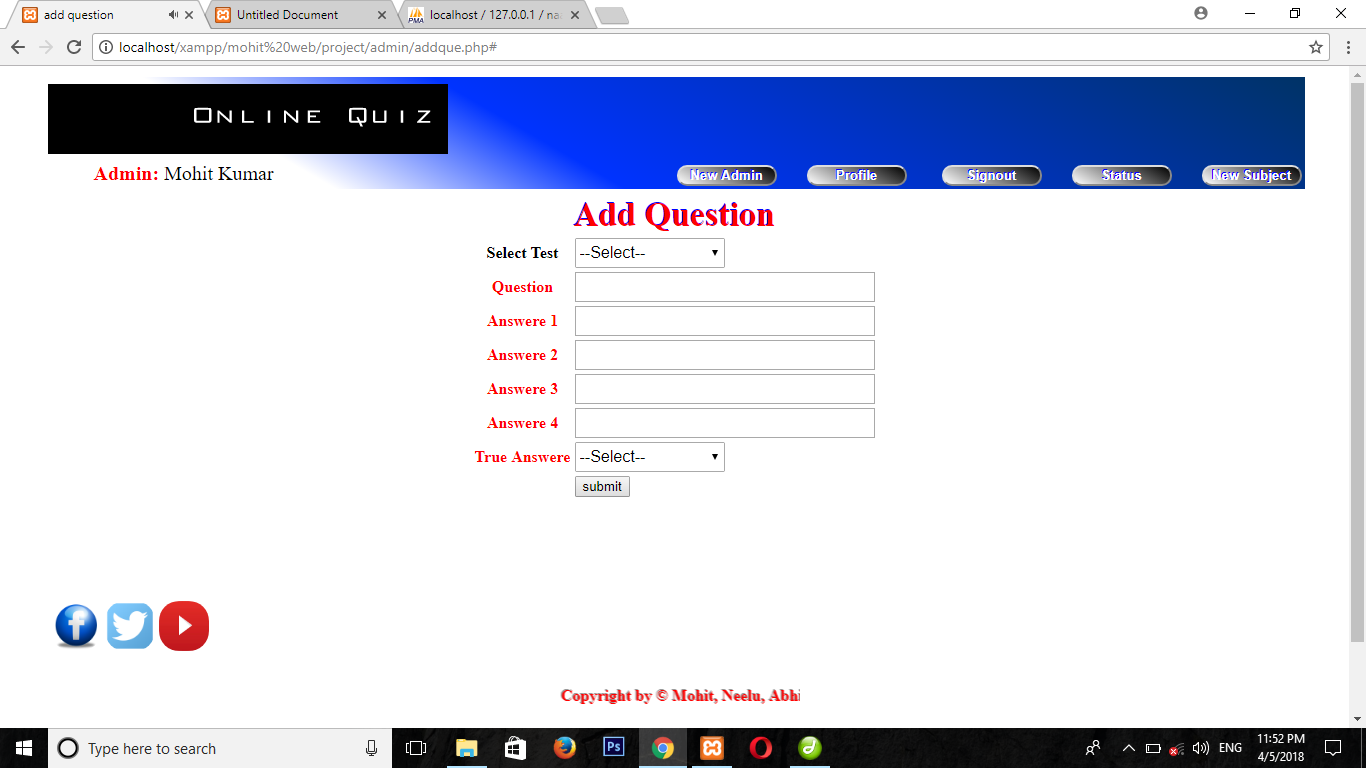 add question
Untitled Document
localhost / 127.0.0.1 / na
localhost/xampp/mohit%20web/project/admin/addque.php#
Online Quiz
Admin: Mohit Kumar
New Admin Profile Signout Status New Subject
Add Question
Select Test --Select--
Question
Answere 1
Answere 2
Answere 3
Answere 4
True Answere --Select--
submit
Copyright by © Mohit, Neelu, Abhi
Type here to search
Ps
ENG
11:52 PM
4/5/2018